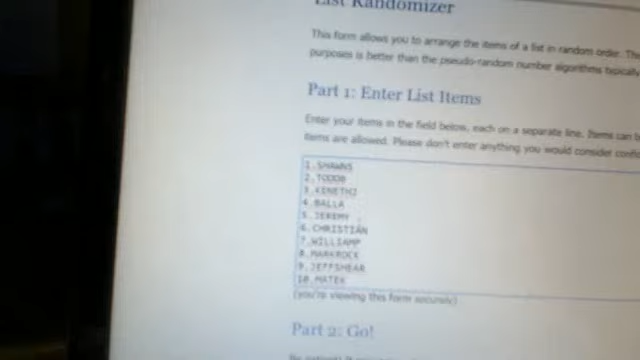 List Randomizer
This form allows you to arrange the items of a list in random order. The
purposes is better than the pseudo-random number algorithms typically
Part 1: Enter List Items
Enter your items in the field below, each on a separate line. Items can b
items are allowed. Please don't enter anything you would consider confi
1.SHAWNS
2.TODDB
3.KENETHJ
4.BALLA
5.JEREMY
6.CHRISTIAN
7.WILLIAMP
8.MARKROCK
9.JEFFSHEAR
10.MATEK
(you're viewing this form securely)
Part 2: Go!